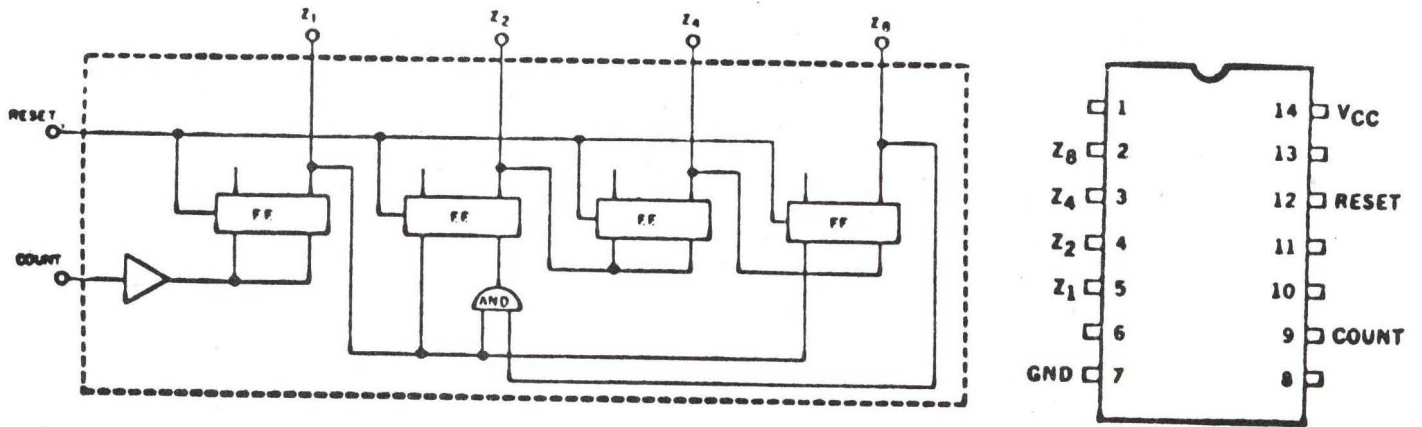 Z1
Z2
Z4
Z8
RESET
FF
FF
FF
FF
COUNT
AND
1
14 VCC
Z8 2
13
Z4 3
12 RESET
Z2 4
11
Z1 5
10
6
9 COUNT
GND 7
8